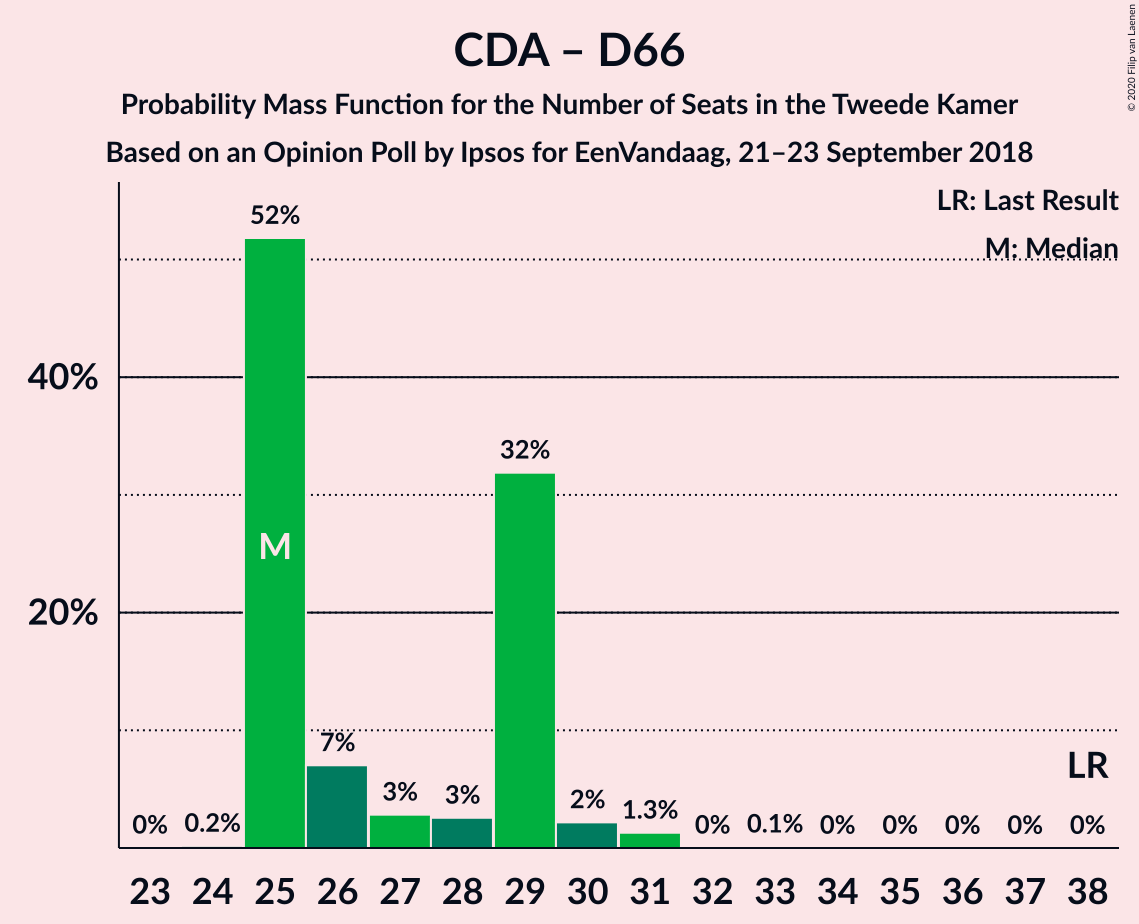 CDA – D66
Probability Mass Function for the Number of Seats in the Tweede Kamer
Based on an Opinion Poll by Ipsos for EenVandaag, 21–23 September 2018
© 2020 Filip van Laenen
LR: Last Result
M: Median
40%
20%
0% 0.2% 52% 7% 3% 3% 32% 2% 1.3% 0% 0.1% 0% 0% 0% 0% 0%
M
LR
23 24 25 26 27 28 29 30 31 32 33 34 35 36 37 38